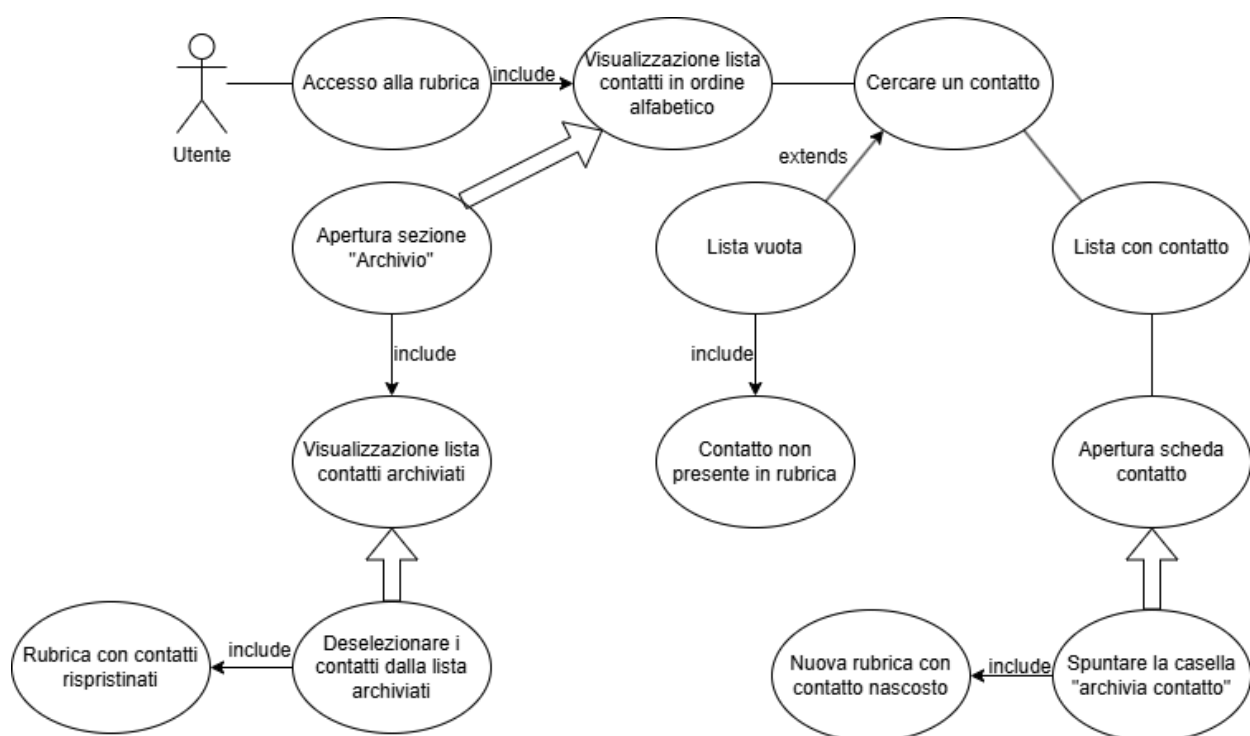 Utente
Accesso alla rubrica
include
Visualizzazione lista
contatti in ordine
alfabetico
Cercare un contatto
extends
Apertura sezione
"Archivio"
Lista vuota
Lista con contatto
include
include
Visualizzazione lista
contatti archiviati
Contatto non
presente in rubrica
Apertura scheda
contatto
Rubrica con contatti
rispristinati
include
Deselezionare i
contatti dalla lista
archiviati
Nuova rubrica con
contatto nascosto
include
Spuntare la casella
"archivia contatto"